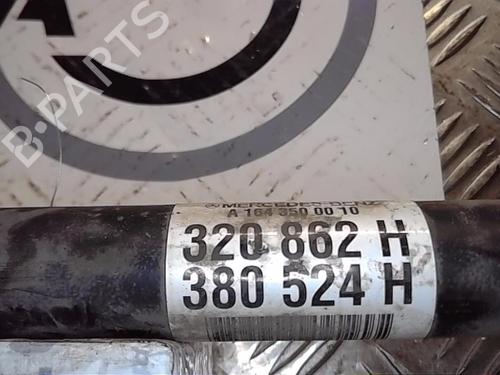 B-PARTS
MERCEDES-BENZ
A 164 350 00 10
320 862 H
380 524 H